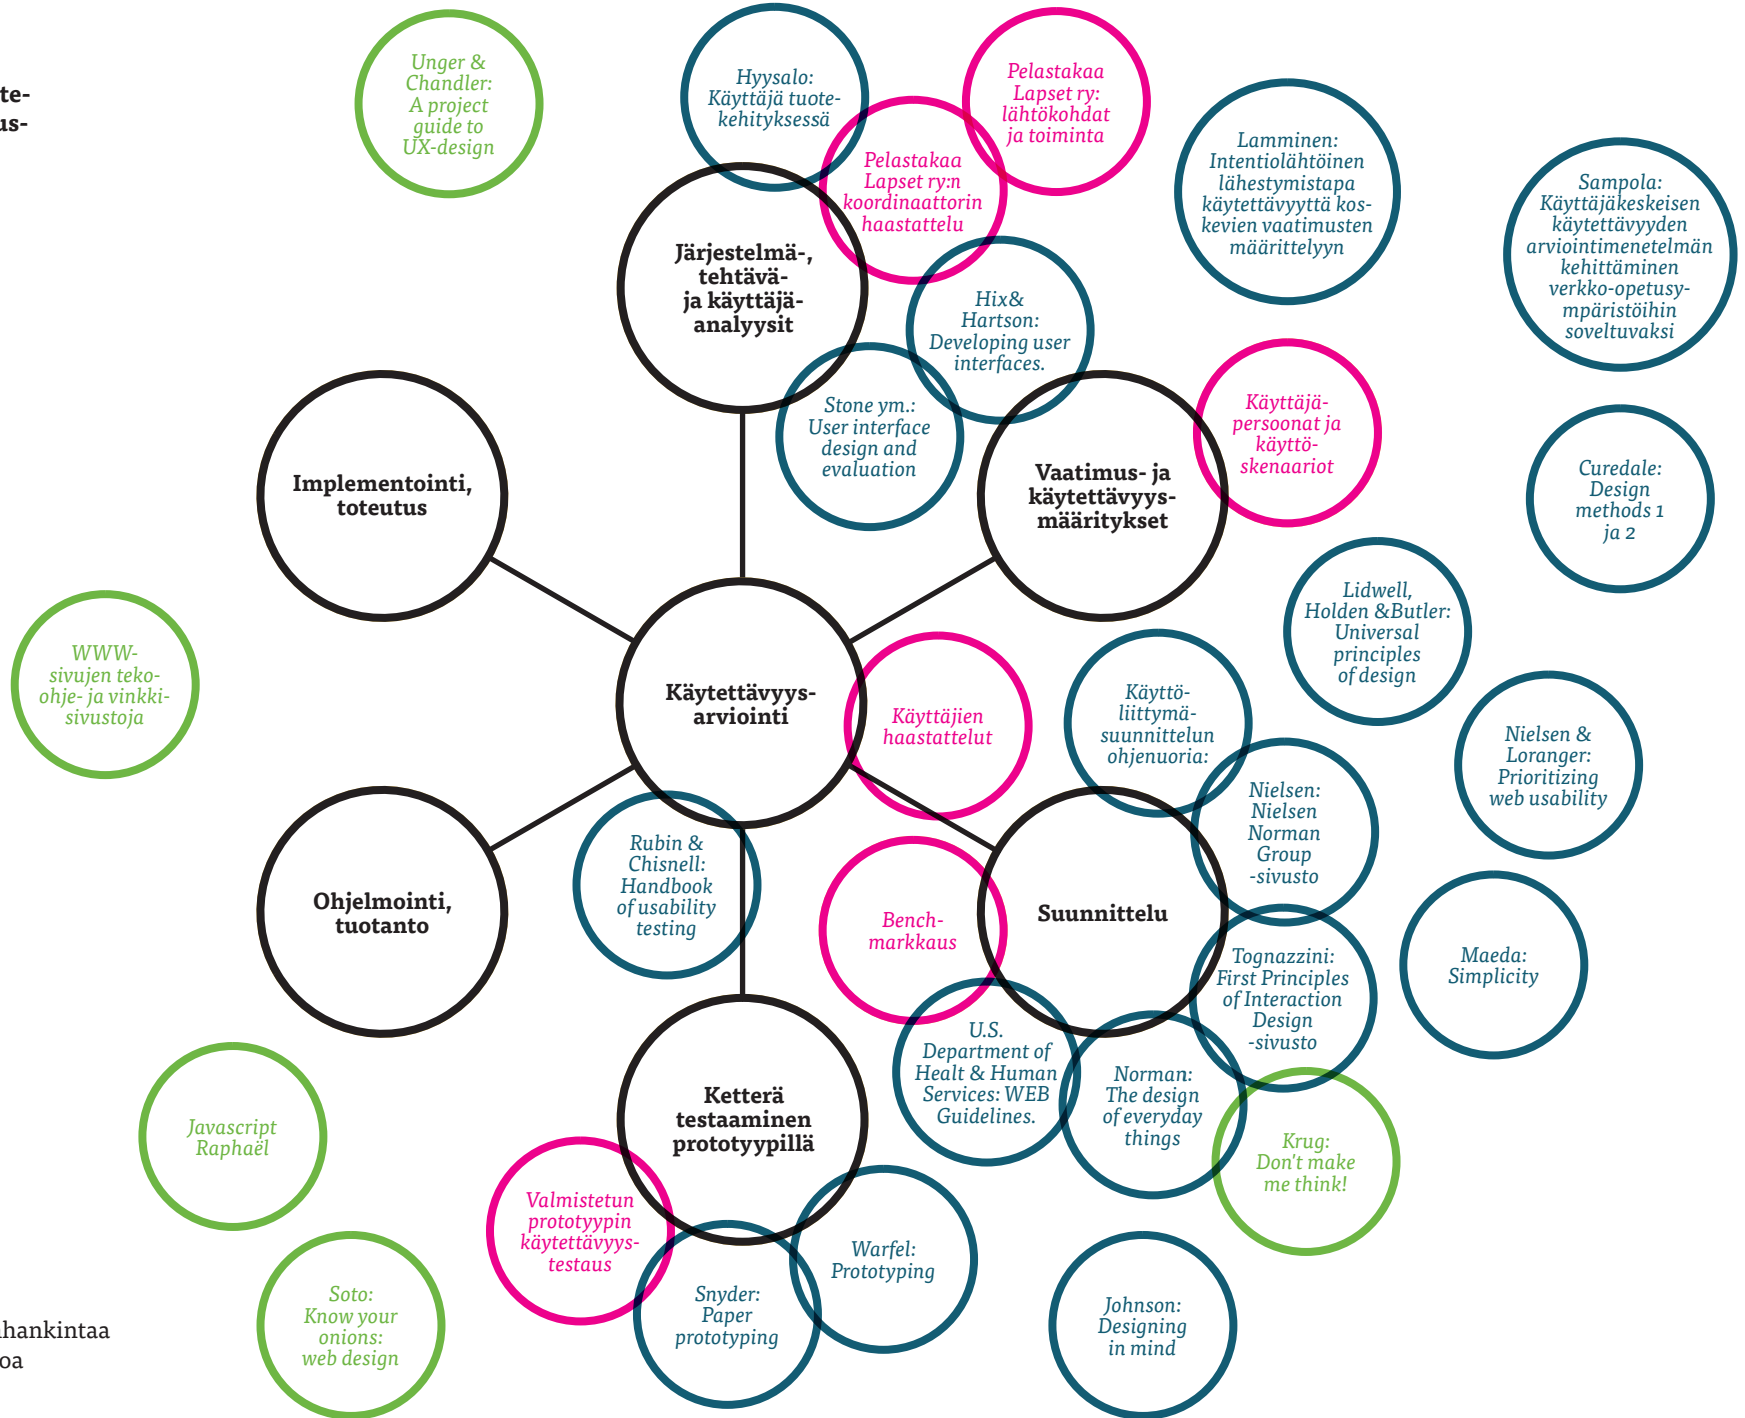 te-
us-
Unger &
Chandler:
A project
guide to
UX-design
Hyysalo:
Käyttäjä tuote-
kehityksessä
Pelastakaa
Lapset ry:
lähtökohdat
ja toiminta
Pelastakaa
Lapset ry:n
koordinaattorin
haastattelu
Lamminen:
Intentiolähtöinen
lähestymistapa
käytettävyyttä kos-
kevien vaatimusten
määrittelyyn
Sampola:
Käyttäjäkeskeisen
käytettävyyden
arviointimenetelmän
kehittäminen
verkko-opetusy-
mpäristöihin
soveltuvaksi
Järjestelmä-,
tehtävä-
ja käyttäjä-
analyysit
Hix&
Hartson:
Developing user
interfaces.
Stone ym.:
User interface
design and
evaluation
Käyttäjä-
persoonat ja
käyttö-
skenaariot
Implementointi,
toteutus
Vaatimus- ja
käytettävyys-
määritykset
Curedale:
Design
methods 1
ja 2
Lidwell,
Holden &Butler:
Universal
principles
of design
WWW-
sivujen teko-
ohje- ja vinkki-
sivustoja
Käytettävyys-
arviointi
Käyttäjien
haastattelut
Käyttö-
liittymä-
suunnittelun
ohjenuoria:
Nielsen &
Loranger:
Prioritizing
web usability
Nielsen:
Nielsen
Norman
Group
-sivusto
Rubin &
Chisnell:
Handbook
of usability
testing
Ohjelmointi,
tuotanto
Bench-
markkaus
Suunnittelu
Tognazzini:
First Principles
of Interaction
Design
-sivusto
Maeda:
Simplicity
U.S.
Department of
Healt & Human
Services: WEB
Guidelines.
Norman:
The design
of everyday
things
Ketterä
testaaminen
prototyypillä
Javascript
Raphaël
Krug:
Don't make
me think!
Valmistetun
prototyypin
käytettävyys-
testaus
Warfel:
Prototyping
Snyder:
Paper
prototyping
Soto:
Know your
onions:
web design
Johnson:
Designing
in mind
hankintaa
oa